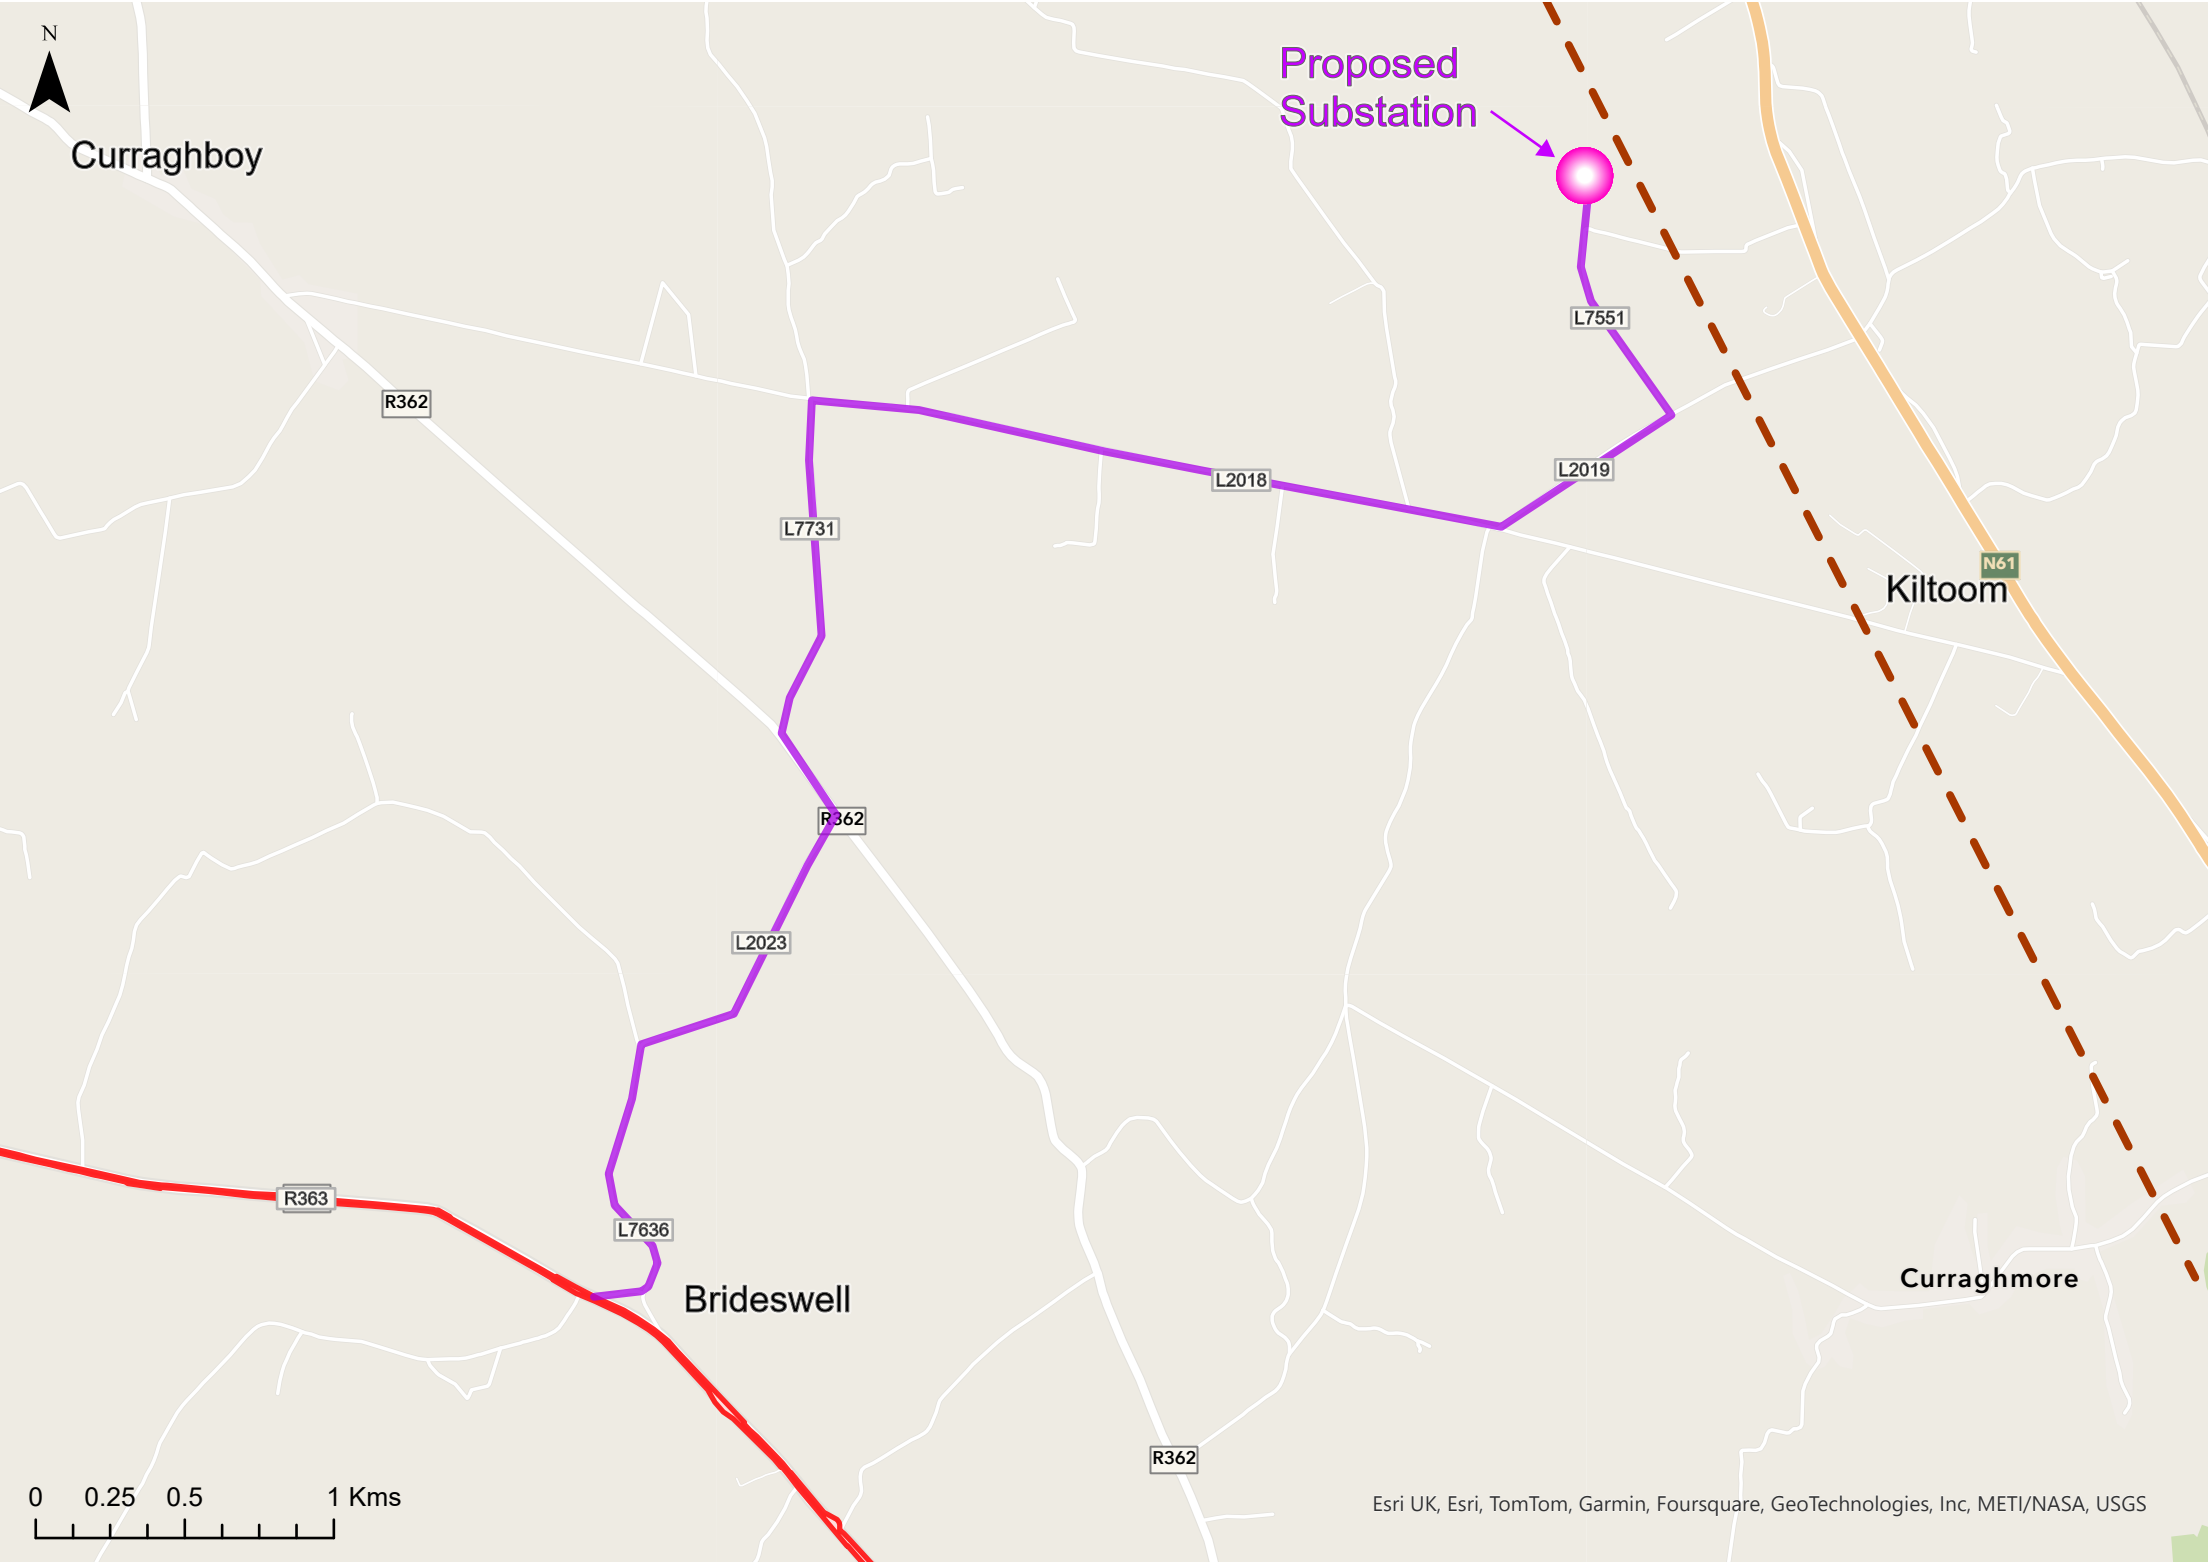 N
Proposed
Substation
Curraghboy
L7551
R362
L2019
L2018
L7731
N61
Kiltoom
R362
L2023
R363
L7636
Curraghmore
Brideswell
R362
0 0.25 0.5 1 Kms
Esri UK, Esri, TomTom, Garmin, Foursquare, GeoTechnologies, Inc, METI/NASA, USGS